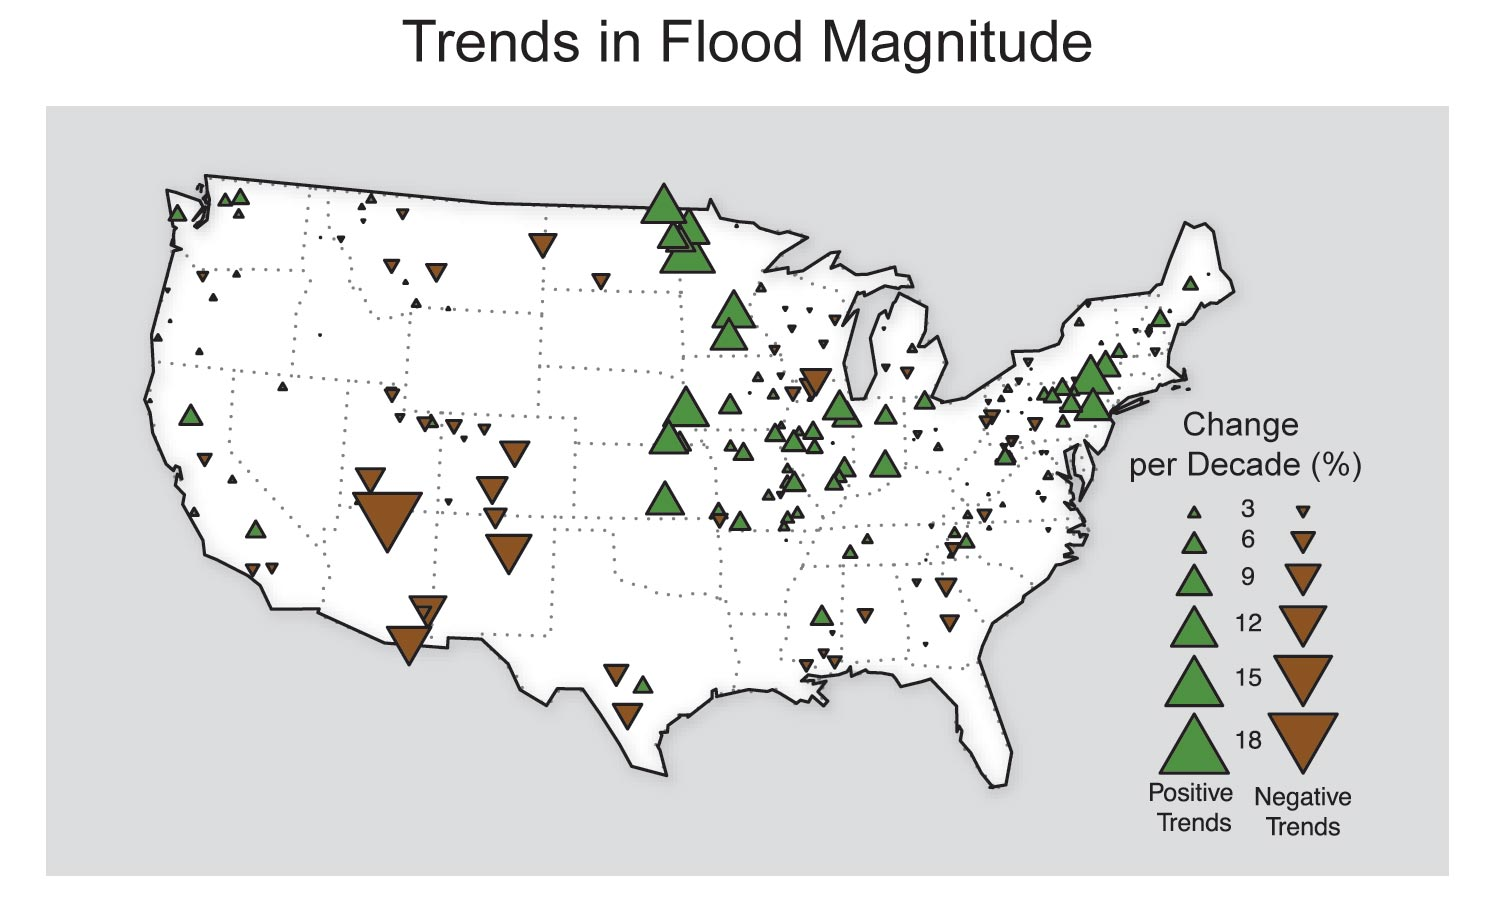 Trends in Flood Magnitude
Change
per Decade (%)
3
6
9
12
15
18
Positive
Trends
Negative
Trends